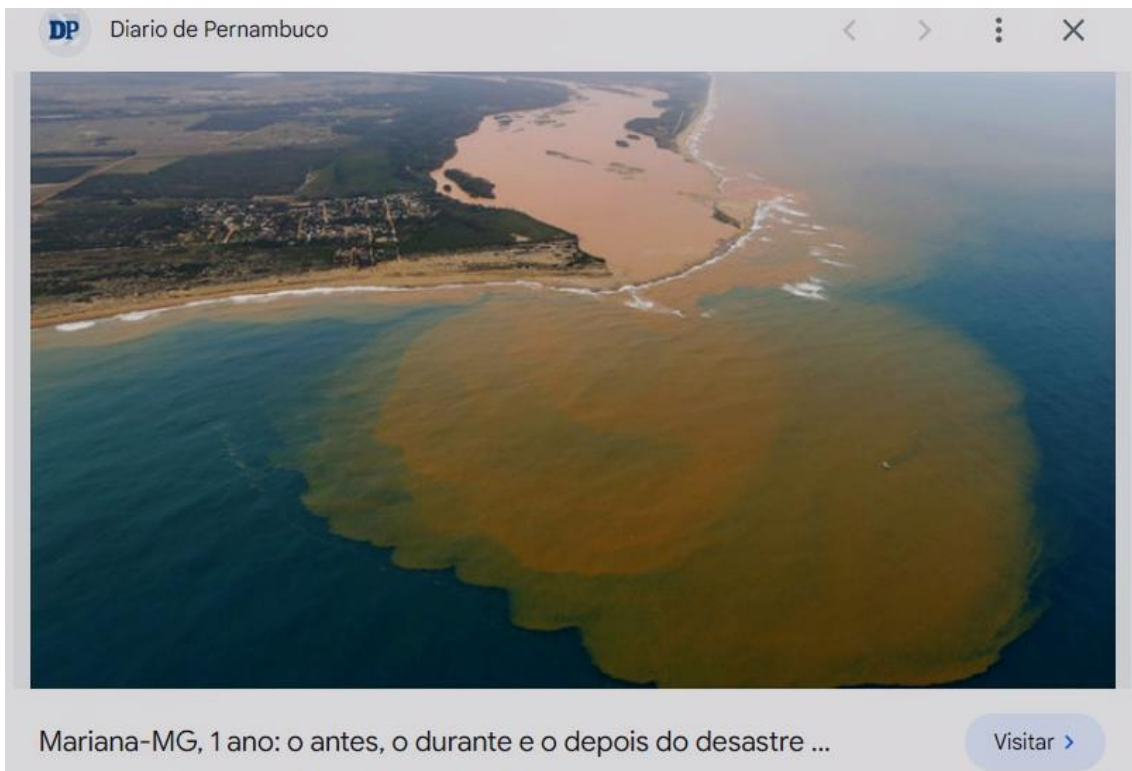 DP
Diario de Pernambuco
Mariana-MG, 1 ano: o antes, o durante e o depois do desastre ...
Visitar >